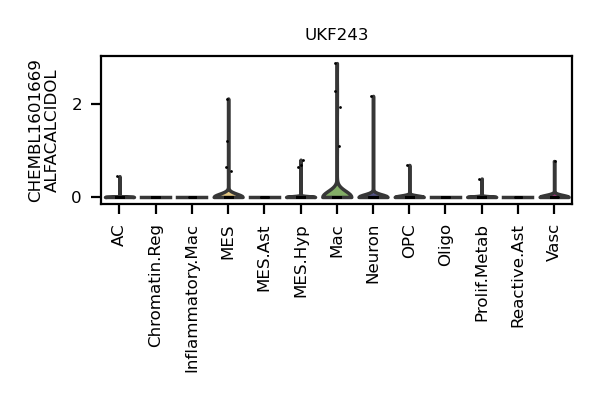 UKF243
CHEMBL1601669
ALFACALCIDOL
2
0
AC
Chromatin.Reg
Inflammatory.Mac
MES
MES.Ast
MES.Hyp
Mac
Neuron
OPC
Oligo
Prolif.Metab
Reactive.Ast
Vasc